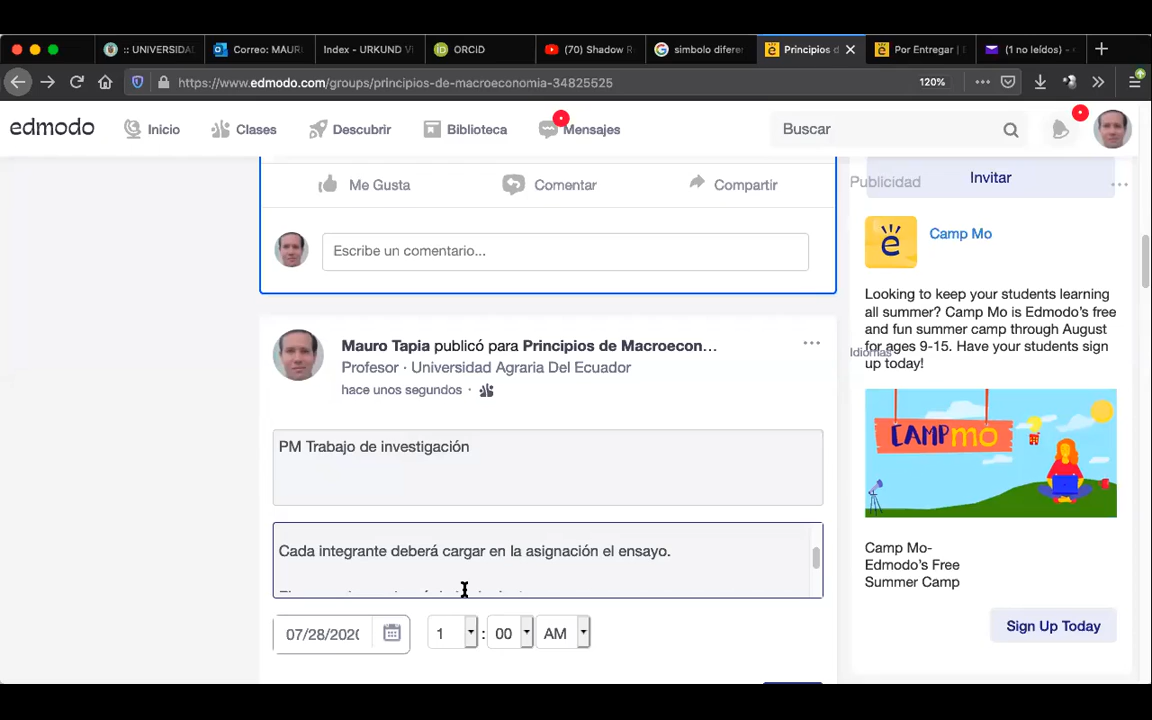 :: UNIVERSIDA
Correo: MAUR
Index - URKUND Vi
ORCID
(70) Shadow R
simbolo diferen
Principios d
Por Entregar |
(1 no leídos) -
https://www.edmodo.com/groups/principios-de-macroeconomia-34825525
120%
edmodo
Inicio
Clases
Descubrir
Biblioteca
Mensajes
Buscar
Me Gusta
Comentar
Compartir
Publicidad
Invitar
Escribe un comentario...
Camp Mo
Looking to keep your students learning
all summer? Camp Mo is Edmodo's free
and fun summer camp through August
for ages 9-15. Have your students sign
up today!
Idiomas
Mauro Tapia publicó para Principios de Macroecon...
Profesor · Universidad Agraria Del Ecuador
hace unos segundos ·
PM Trabajo de investigación
Cada integrante deberá cargar en la asignación el ensayo.
07/28/2020
1 : 00 AM
CAMPmo
Camp Mo-
Edmodo's Free
Summer Camp
Sign Up Today